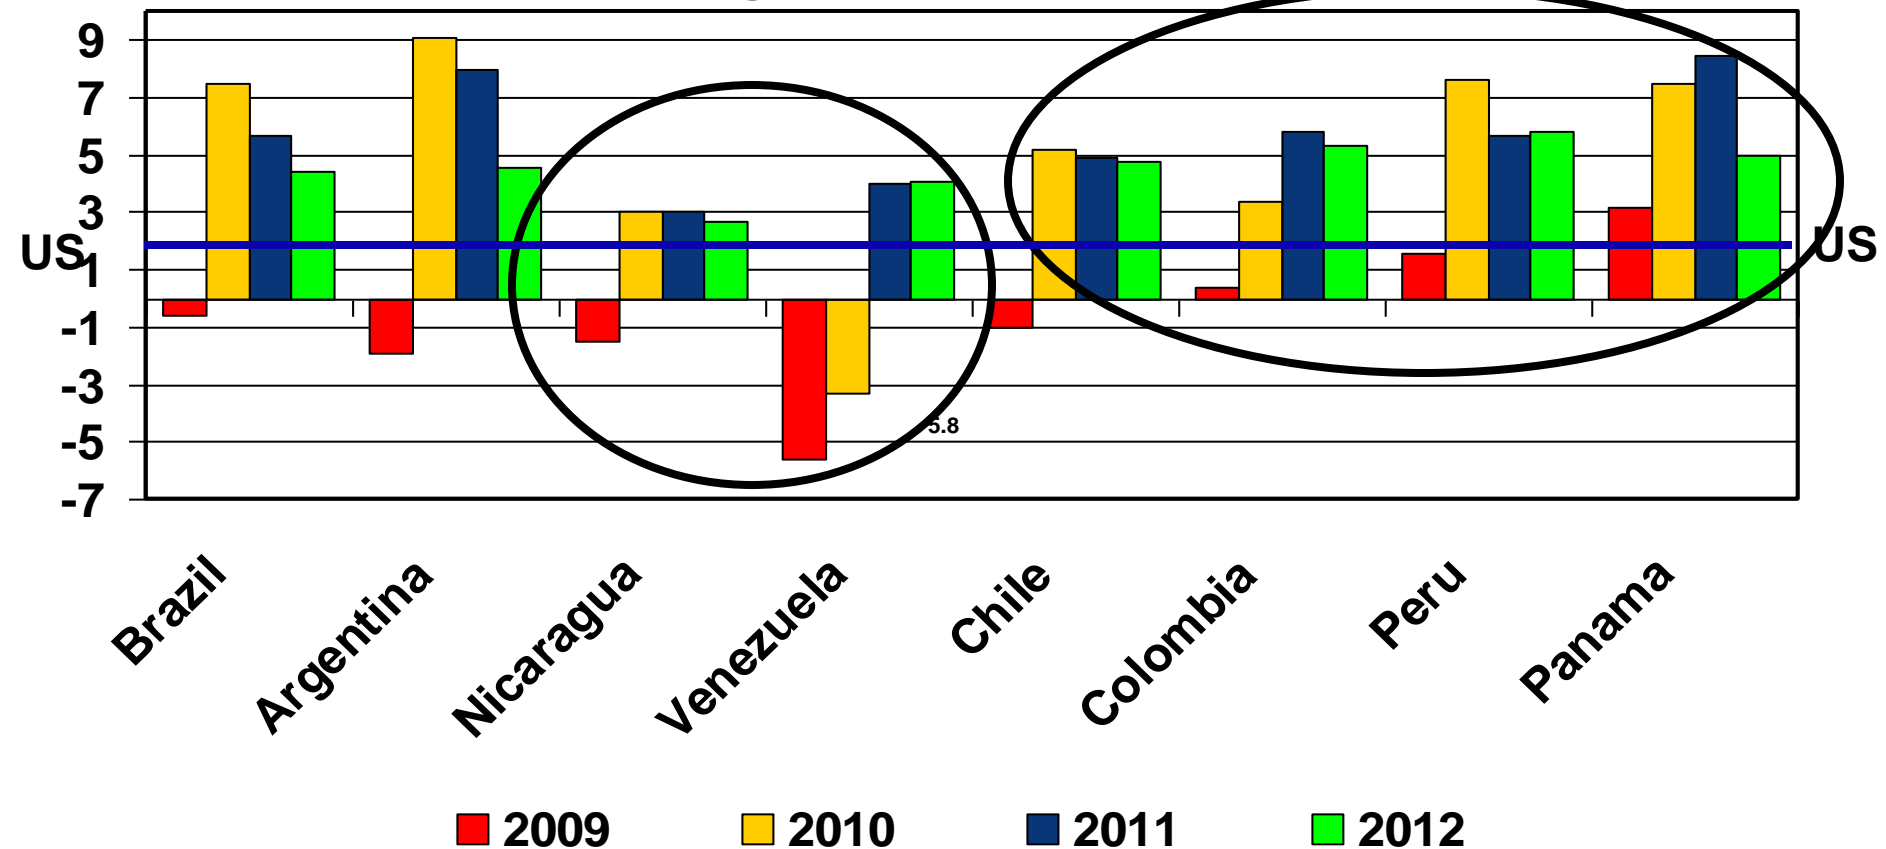 9
7
5
3
US
US
1
-1
-3
5.8
-5
-7
Brazil
Argentina
Nicaragua
Venezuela
Chile
Colombia
Peru
Panama
2009
2010
2011
2012